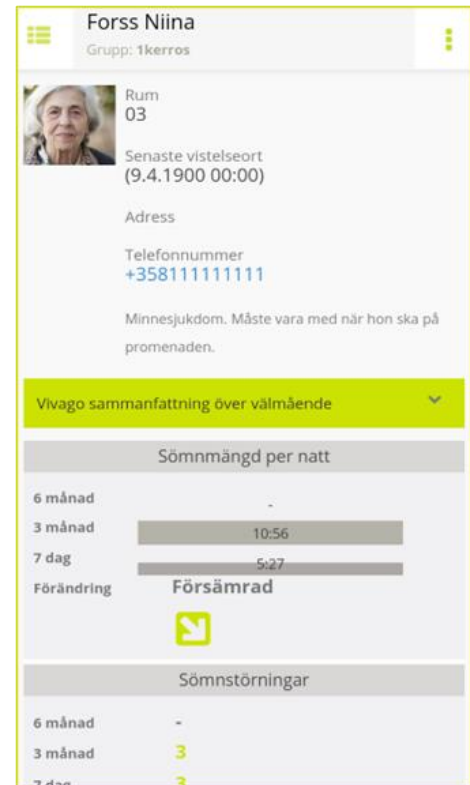 Forss Niina
Grupp: 1kerros
Rum
03
Senaste vistelseort
(9.4.1900 00:00)
Adress
Telefonnummer
+358111111111
Minnesjukdom. Måste vara med när hon ska på
promenaden.
Vivago sammanfattning över välmående
Sömnmängd per natt
6 månad -
3 månad 10:56
7 dag 5:27
Förändring Försämrad
Sömnstörningar
6 månad -
3 månad 3
7 dag 3